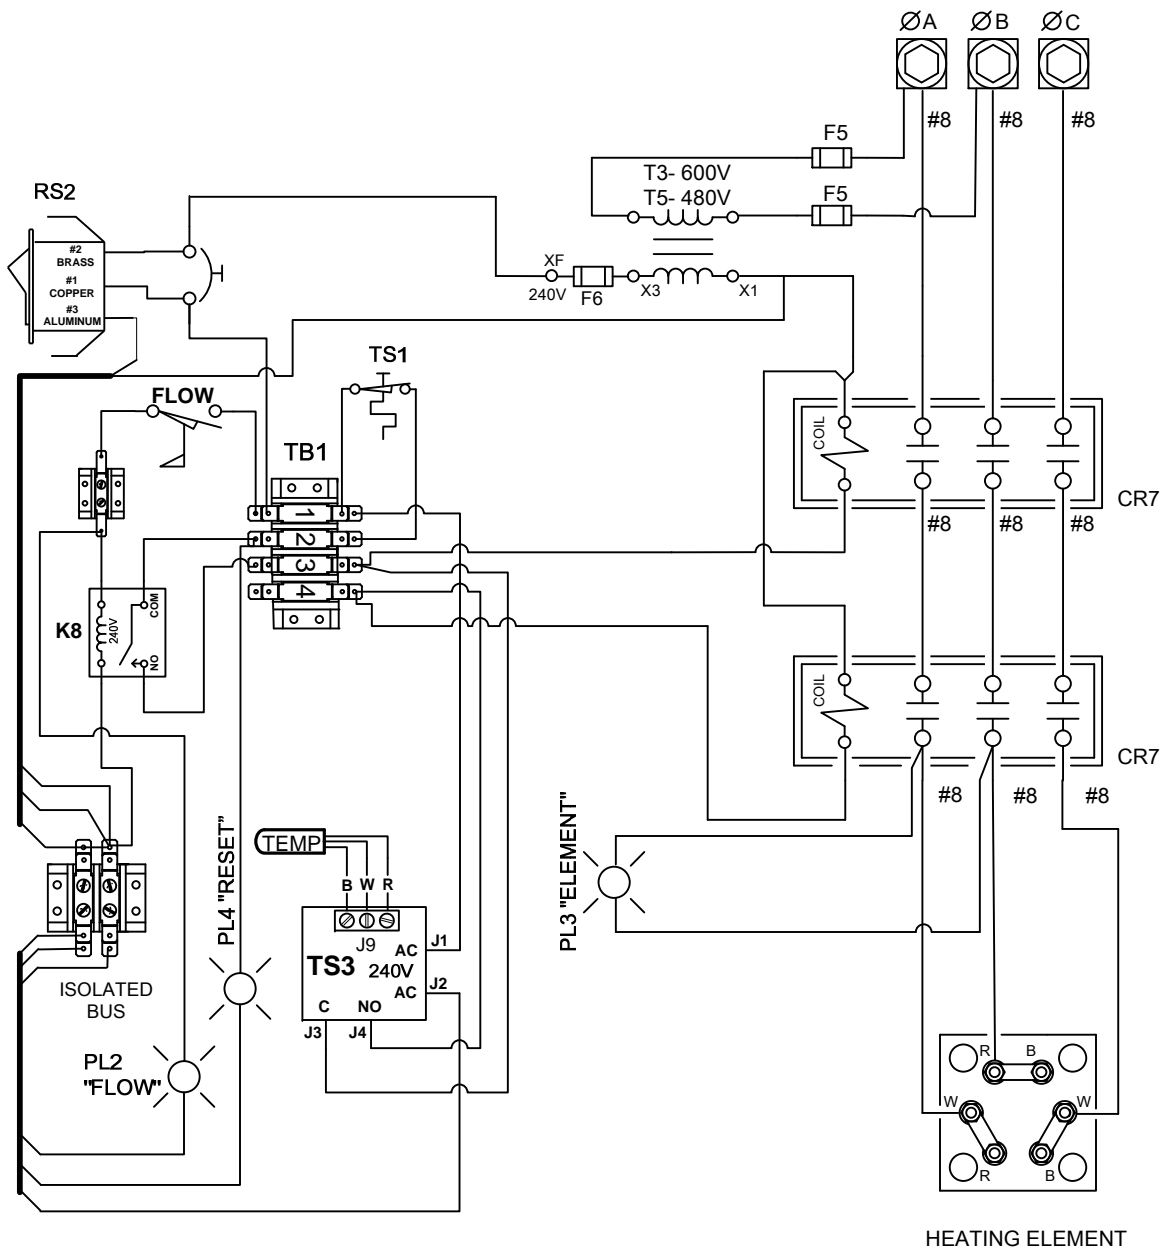 ØA
ØB
ØC
#8
#8
#8
F5
T3- 600V
T5- 480V
F5
RS2
#2
BRASS
#1
COPPER
#3
ALUMINUM
XF
240V
F6
X3
X1
TS1
FLOW
TB1
COIL
CR7
1
2
3
4
#8
#8
#8
K8
240V
COM
NO
COIL
CR7
#8
#8
#8
PL4 "RESET"
TEMP
B
W
R
PL3 "ELEMENT"
J9
TS3
240V
AC
J1
AC
J2
C
NO
J3
J4
ISOLATED
BUS
PL2
"FLOW"
R
B
W
W
R
B
HEATING ELEMENT